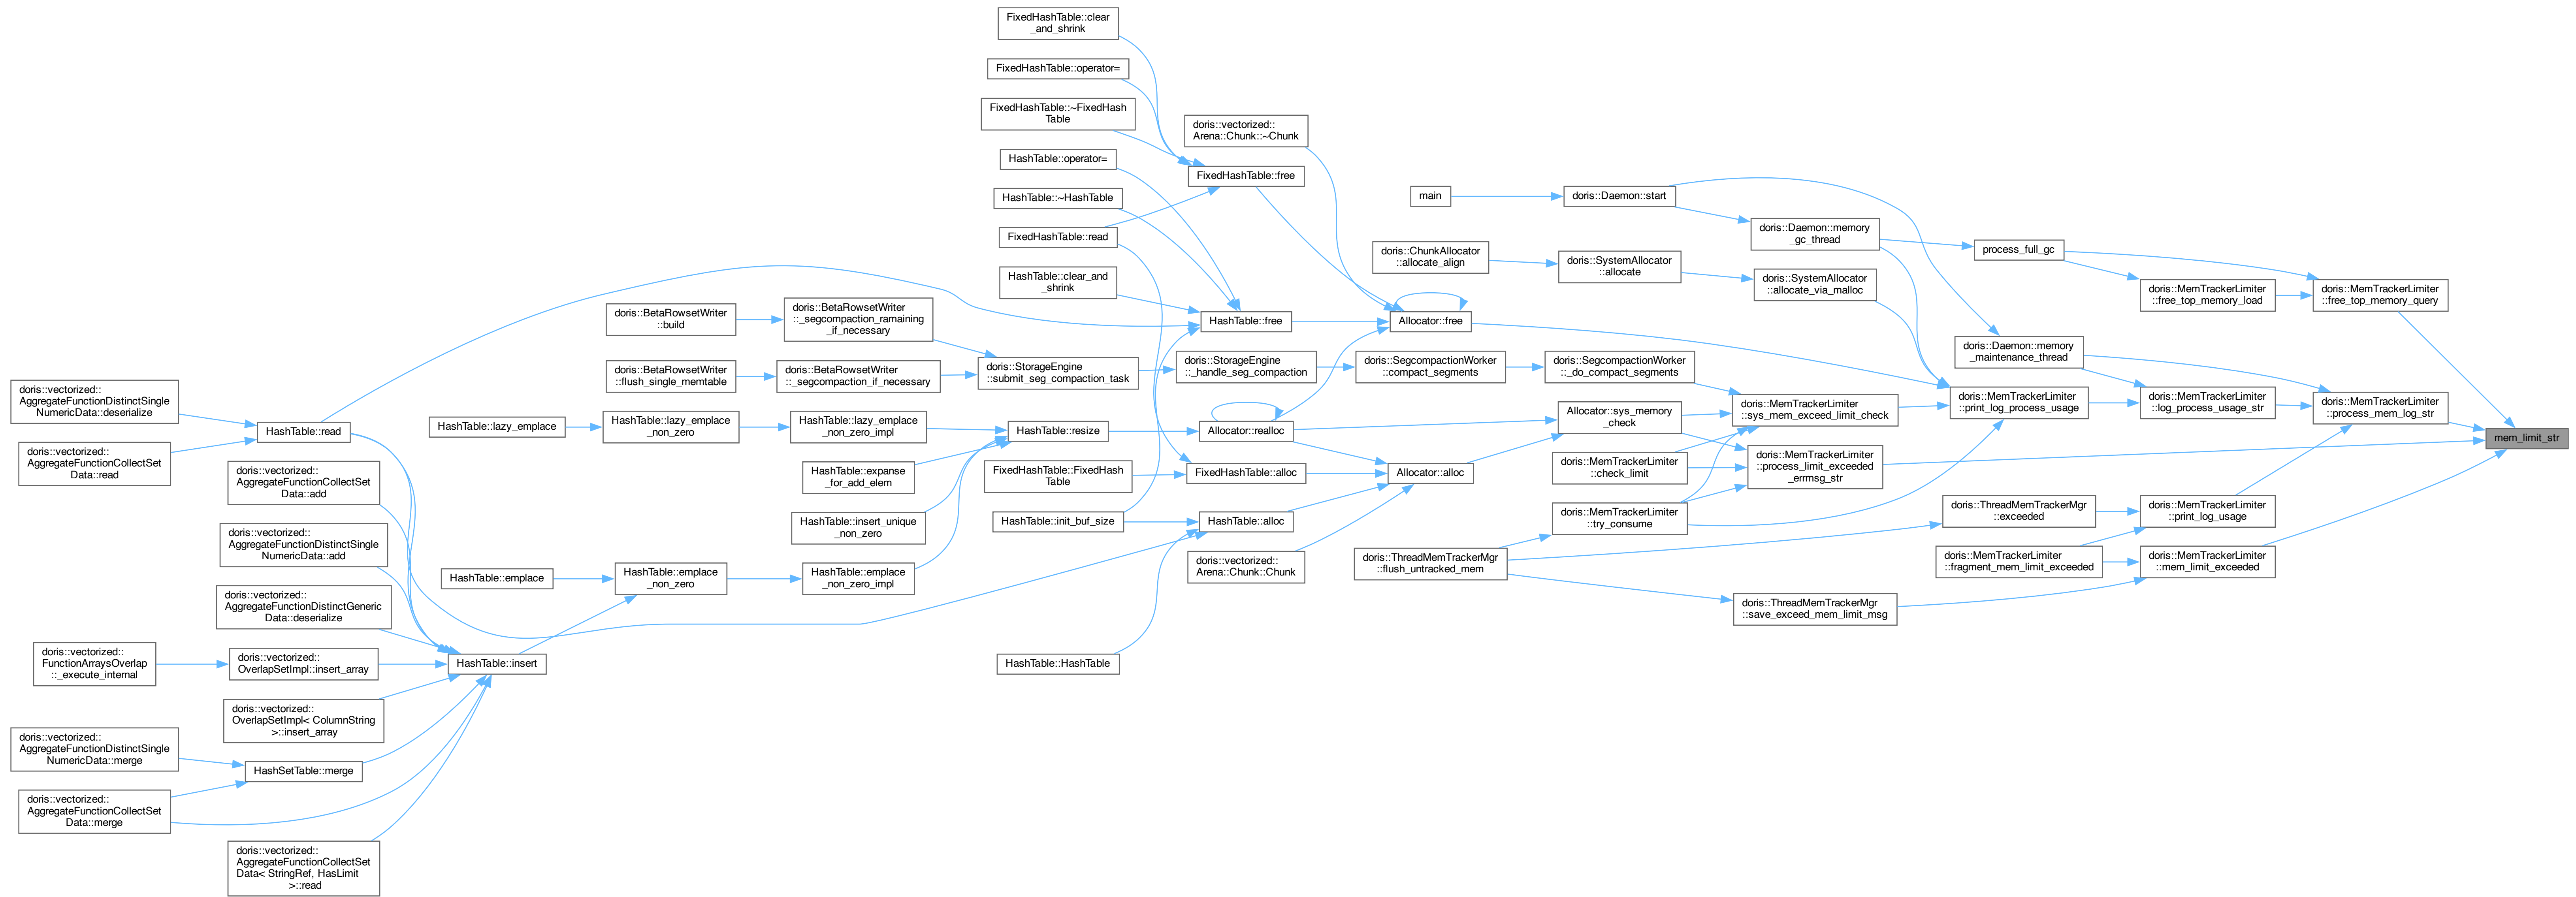 FixedHashTable::clear
_and_shrink
FixedHashTable::operator=
FixedHashTable::~FixedHash
Table
doris::vectorized::
Arena::Chunk::~Chunk
HashTable::operator=
FixedHashTable::free
HashTable::~HashTable
main
doris::Daemon::start
FixedHashTable::read
doris::Daemon::memory
_gc_thread
process_full_gc
doris::ChunkAllocator
::allocate_align
doris::SystemAllocator
::allocate
doris::SystemAllocator
::allocate_via_malloc
HashTable::clear_and
_shrink
doris::MemTrackerLimiter
::free_top_memory_load
doris::MemTrackerLimiter
::free_top_memory_query
doris::BetaRowsetWriter
::build
doris::BetaRowsetWriter
::_segcompaction_ramaining
_if_necessary
HashTable::free
Allocator::free
doris::Daemon::memory
_maintenance_thread
doris::BetaRowsetWriter
::flush_single_memtable
doris::BetaRowsetWriter
::_segcompaction_if_necessary
doris::StorageEngine
::submit_seg_compaction_task
doris::StorageEngine
::_handle_seg_compaction
doris::SegcompactionWorker
::compact_segments
doris::SegcompactionWorker
::_do_compact_segments
doris::vectorized::
AggregateFunctionDistinctSingle
NumericData::deserialize
doris::MemTrackerLimiter
::sys_mem_exceed_limit_check
doris::MemTrackerLimiter
::print_log_process_usage
doris::MemTrackerLimiter
::log_process_usage_str
doris::MemTrackerLimiter
::process_mem_log_str
HashTable::read
HashTable::lazy_emplace
HashTable::lazy_emplace
_non_zero
HashTable::lazy_emplace
_non_zero_impl
HashTable::resize
Allocator::realloc
Allocator::sys_memory
_check
mem_limit_str
doris::vectorized::
AggregateFunctionCollectSet
Data::read
doris::vectorized::
AggregateFunctionCollectSet
Data::add
HashTable::expanse
_for_add_elem
FixedHashTable::FixedHash
Table
FixedHashTable::alloc
Allocator::alloc
doris::MemTrackerLimiter
::check_limit
doris::MemTrackerLimiter
::process_limit_exceeded
_errmsg_str
HashTable::insert_unique
_non_zero
HashTable::init_buf_size
HashTable::alloc
doris::MemTrackerLimiter
::try_consume
doris::ThreadMemTrackerMgr
::exceeded
doris::MemTrackerLimiter
::print_log_usage
doris::vectorized::
AggregateFunctionDistinctSingle
NumericData::add
HashTable::emplace
HashTable::emplace
_non_zero
HashTable::emplace
_non_zero_impl
doris::vectorized::
Arena::Chunk::Chunk
doris::ThreadMemTrackerMgr
::flush_untracked_mem
doris::MemTrackerLimiter
::fragment_mem_limit_exceeded
doris::MemTrackerLimiter
::mem_limit_exceeded
doris::vectorized::
AggregateFunctionDistinctGeneric
Data::deserialize
doris::ThreadMemTrackerMgr
::save_exceed_mem_limit_msg
doris::vectorized::
FunctionArraysOverlap
::_execute_internal
doris::vectorized::
OverlapSetImpl::insert_array
HashTable::insert
HashTable::HashTable
doris::vectorized::
OverlapSetImpl< ColumnString
>::insert_array
doris::vectorized::
AggregateFunctionDistinctSingle
NumericData::merge
HashSetTable::merge
doris::vectorized::
AggregateFunctionCollectSet
Data::merge
doris::vectorized::
AggregateFunctionCollectSet
Data< StringRef, HasLimit
>::read